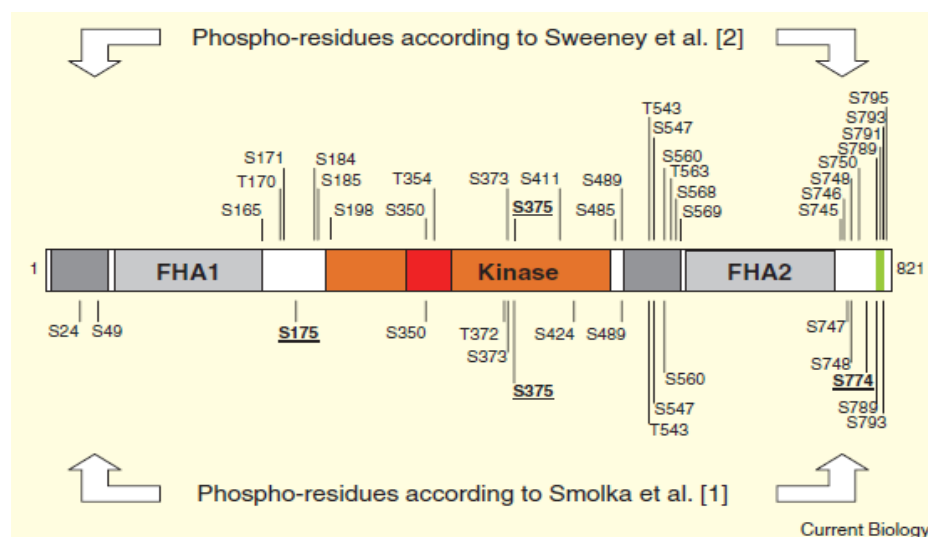 Phospho-residues according to Sweeney et al. [2]
S795
T543 S793
S547 S791
S171 S184 S560 S789
S750
T170 S185 T354 S373 S411 S489 T563 S748
S568 S746
S165 S198 S350 S375 S485 S569 S745
1 FHA1 Kinase FHA2 821
S24 S49 S175 S350 T372 S424 S489 S747
S373 S748
S375 S560 S774
S547 S789
T543 S793
Phospho-residues according to Smolka et al. [1]
Current Biology